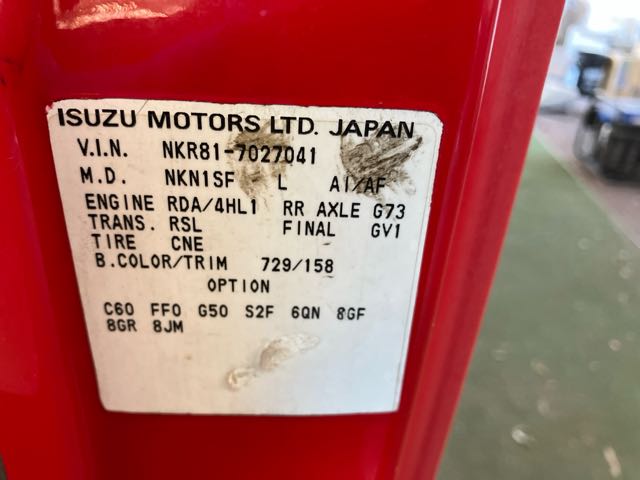 ISUZU MOTORS LTD. JAPAN
V.I.N. NKR81-7027041
M.D. NKN1SF L AI/AF
ENGINE RDA/4HL1 RR AXLE G73
TRANS. RSL FINAL GV1
TIRE CNE
B.COLOR/TRIM 729/158
OPTION
C60 FF0 G50 S2F 6QN 8GF
8GR 8JM